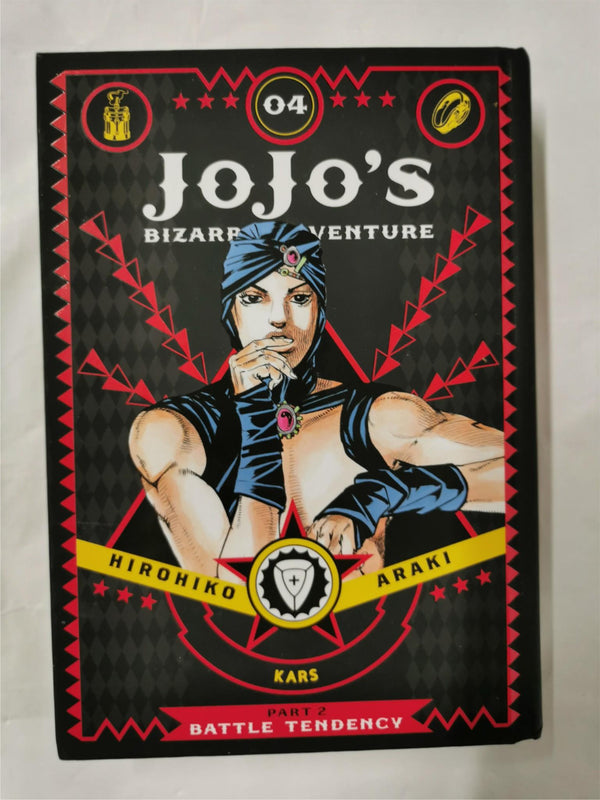 04
JOJO'S
BIZARR VENTURE
HIROHIKO ARAKI
KARS
PART 2
BATTLE TENDENCY